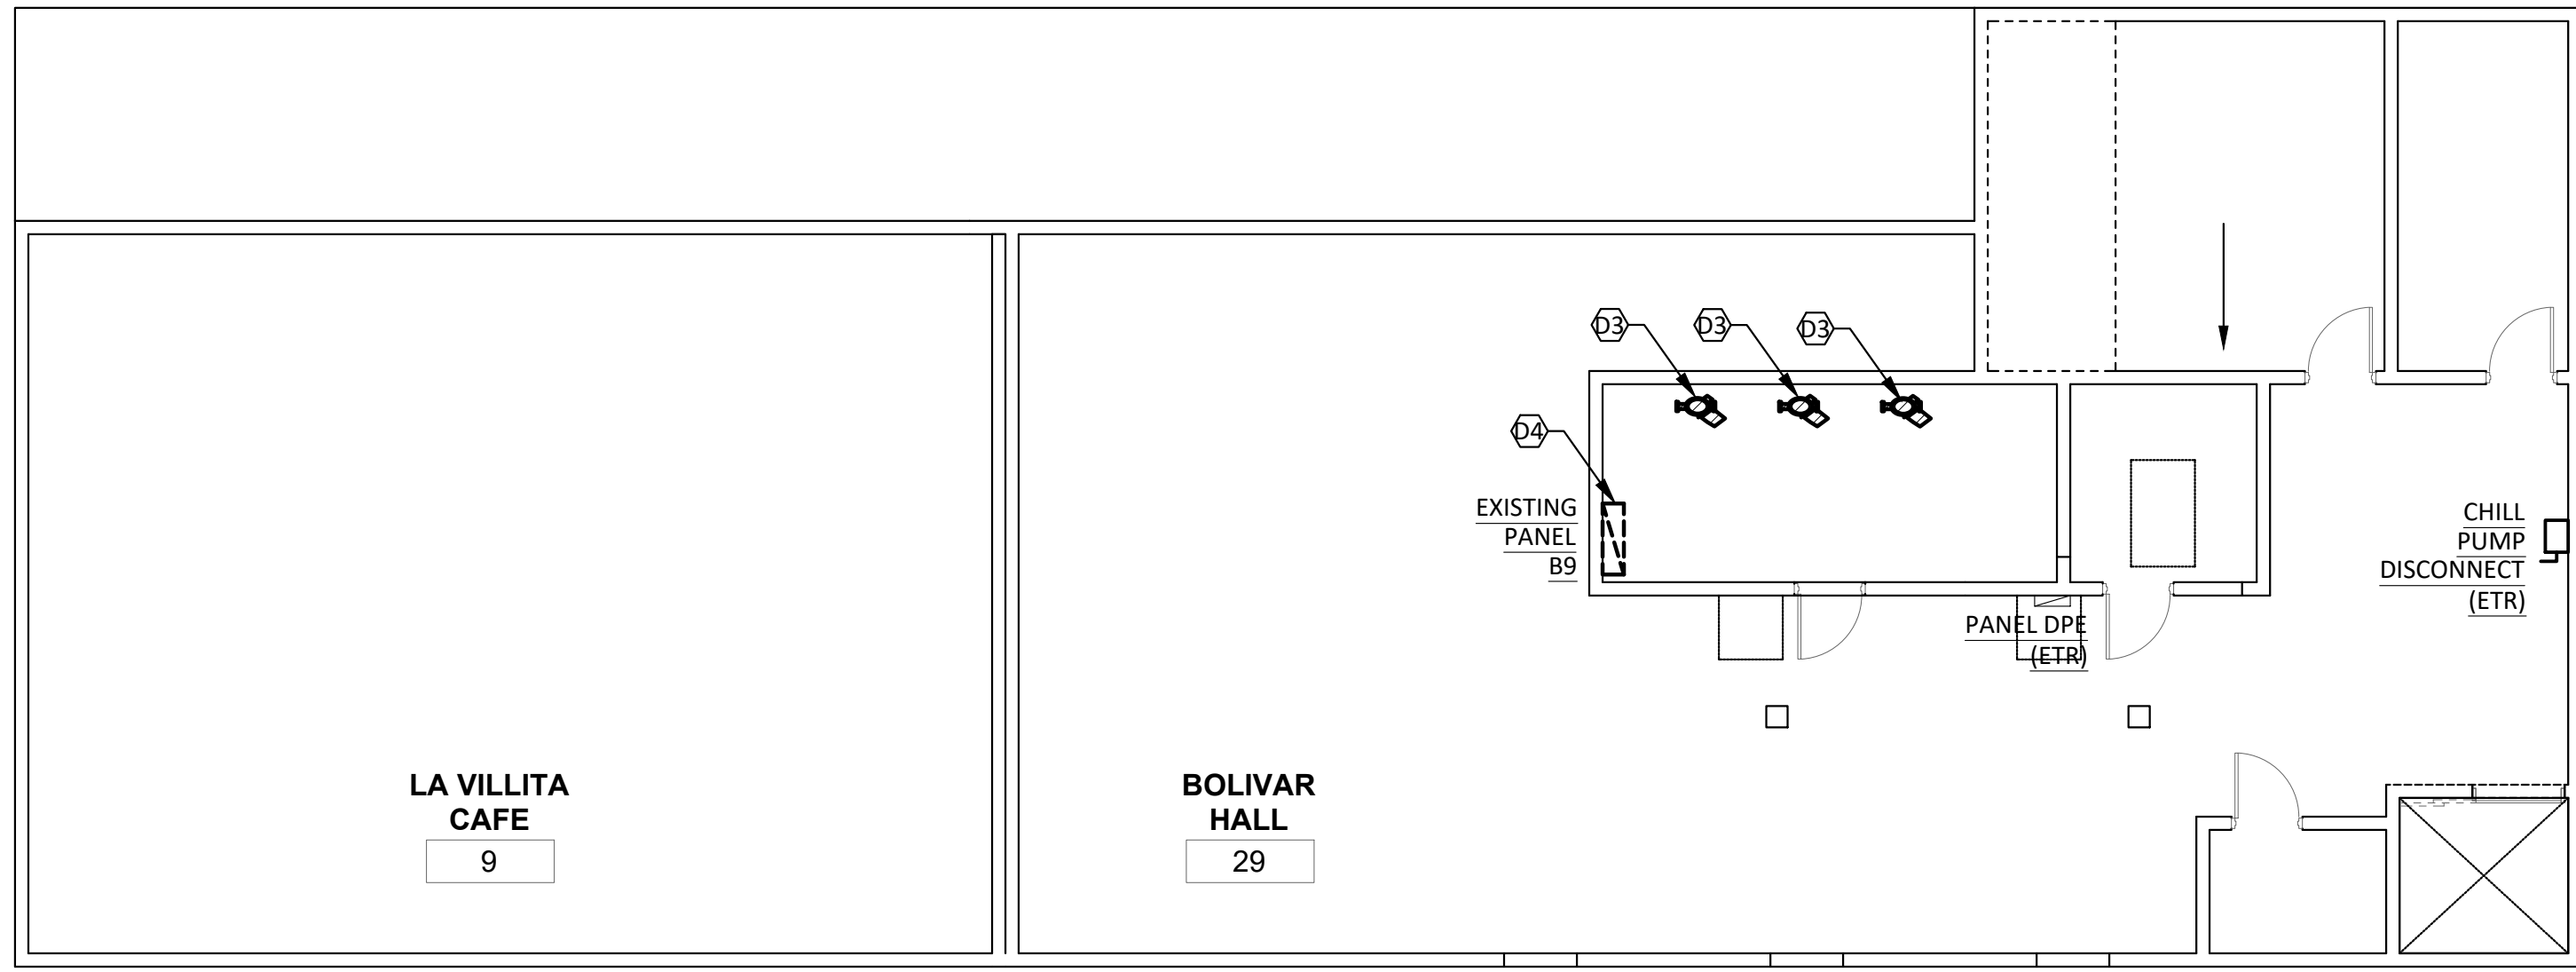 D3
D3
D3
D4
EXISTING
PANEL
B9
CHILL
PUMP
DISCONNECT
(ETR)
PANEL DPE
(ETR)
LA VILLITA
CAFE
9
BOLIVAR
HALL
29